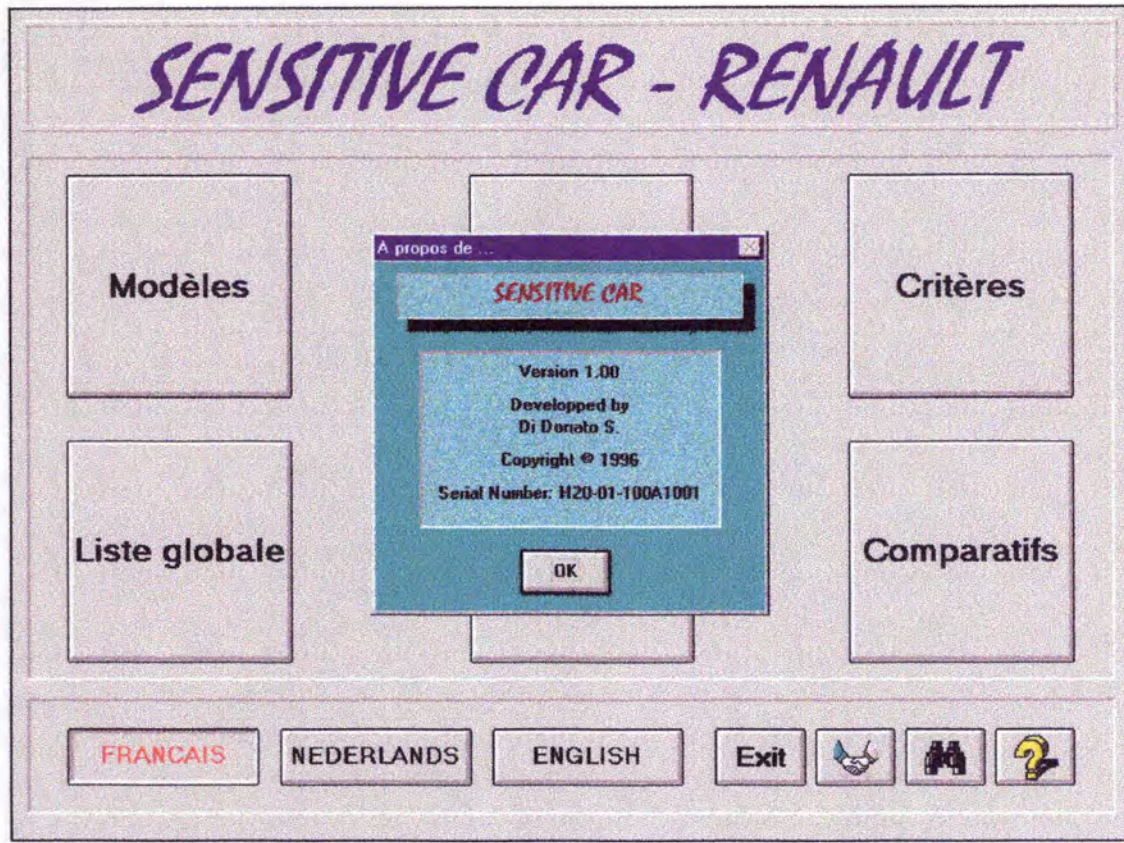 SENSITIVE CAR - RENAULT
Modèles
Critères
A propos de ...
SENSITIVE CAR
Version 1.00
Developped by
Di Donato S.
Copyright © 1996
Serial Number: H20-01-100A1001
OK
Liste globale
Comparatifs
FRANCAIS
NEDERLANDS
ENGLISH
Exit